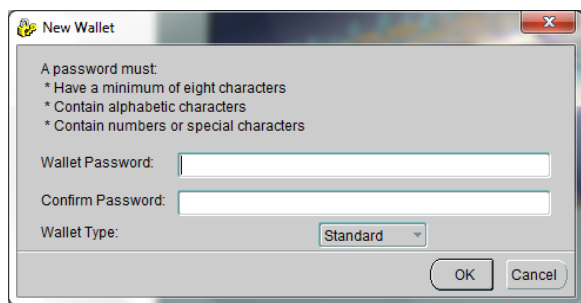 New Wallet
A password must:
* Have a minimum of eight characters
* Contain alphabetic characters
* Contain numbers or special characters
Wallet Password:
Confirm Password:
Wallet Type: Standard
OK Cancel